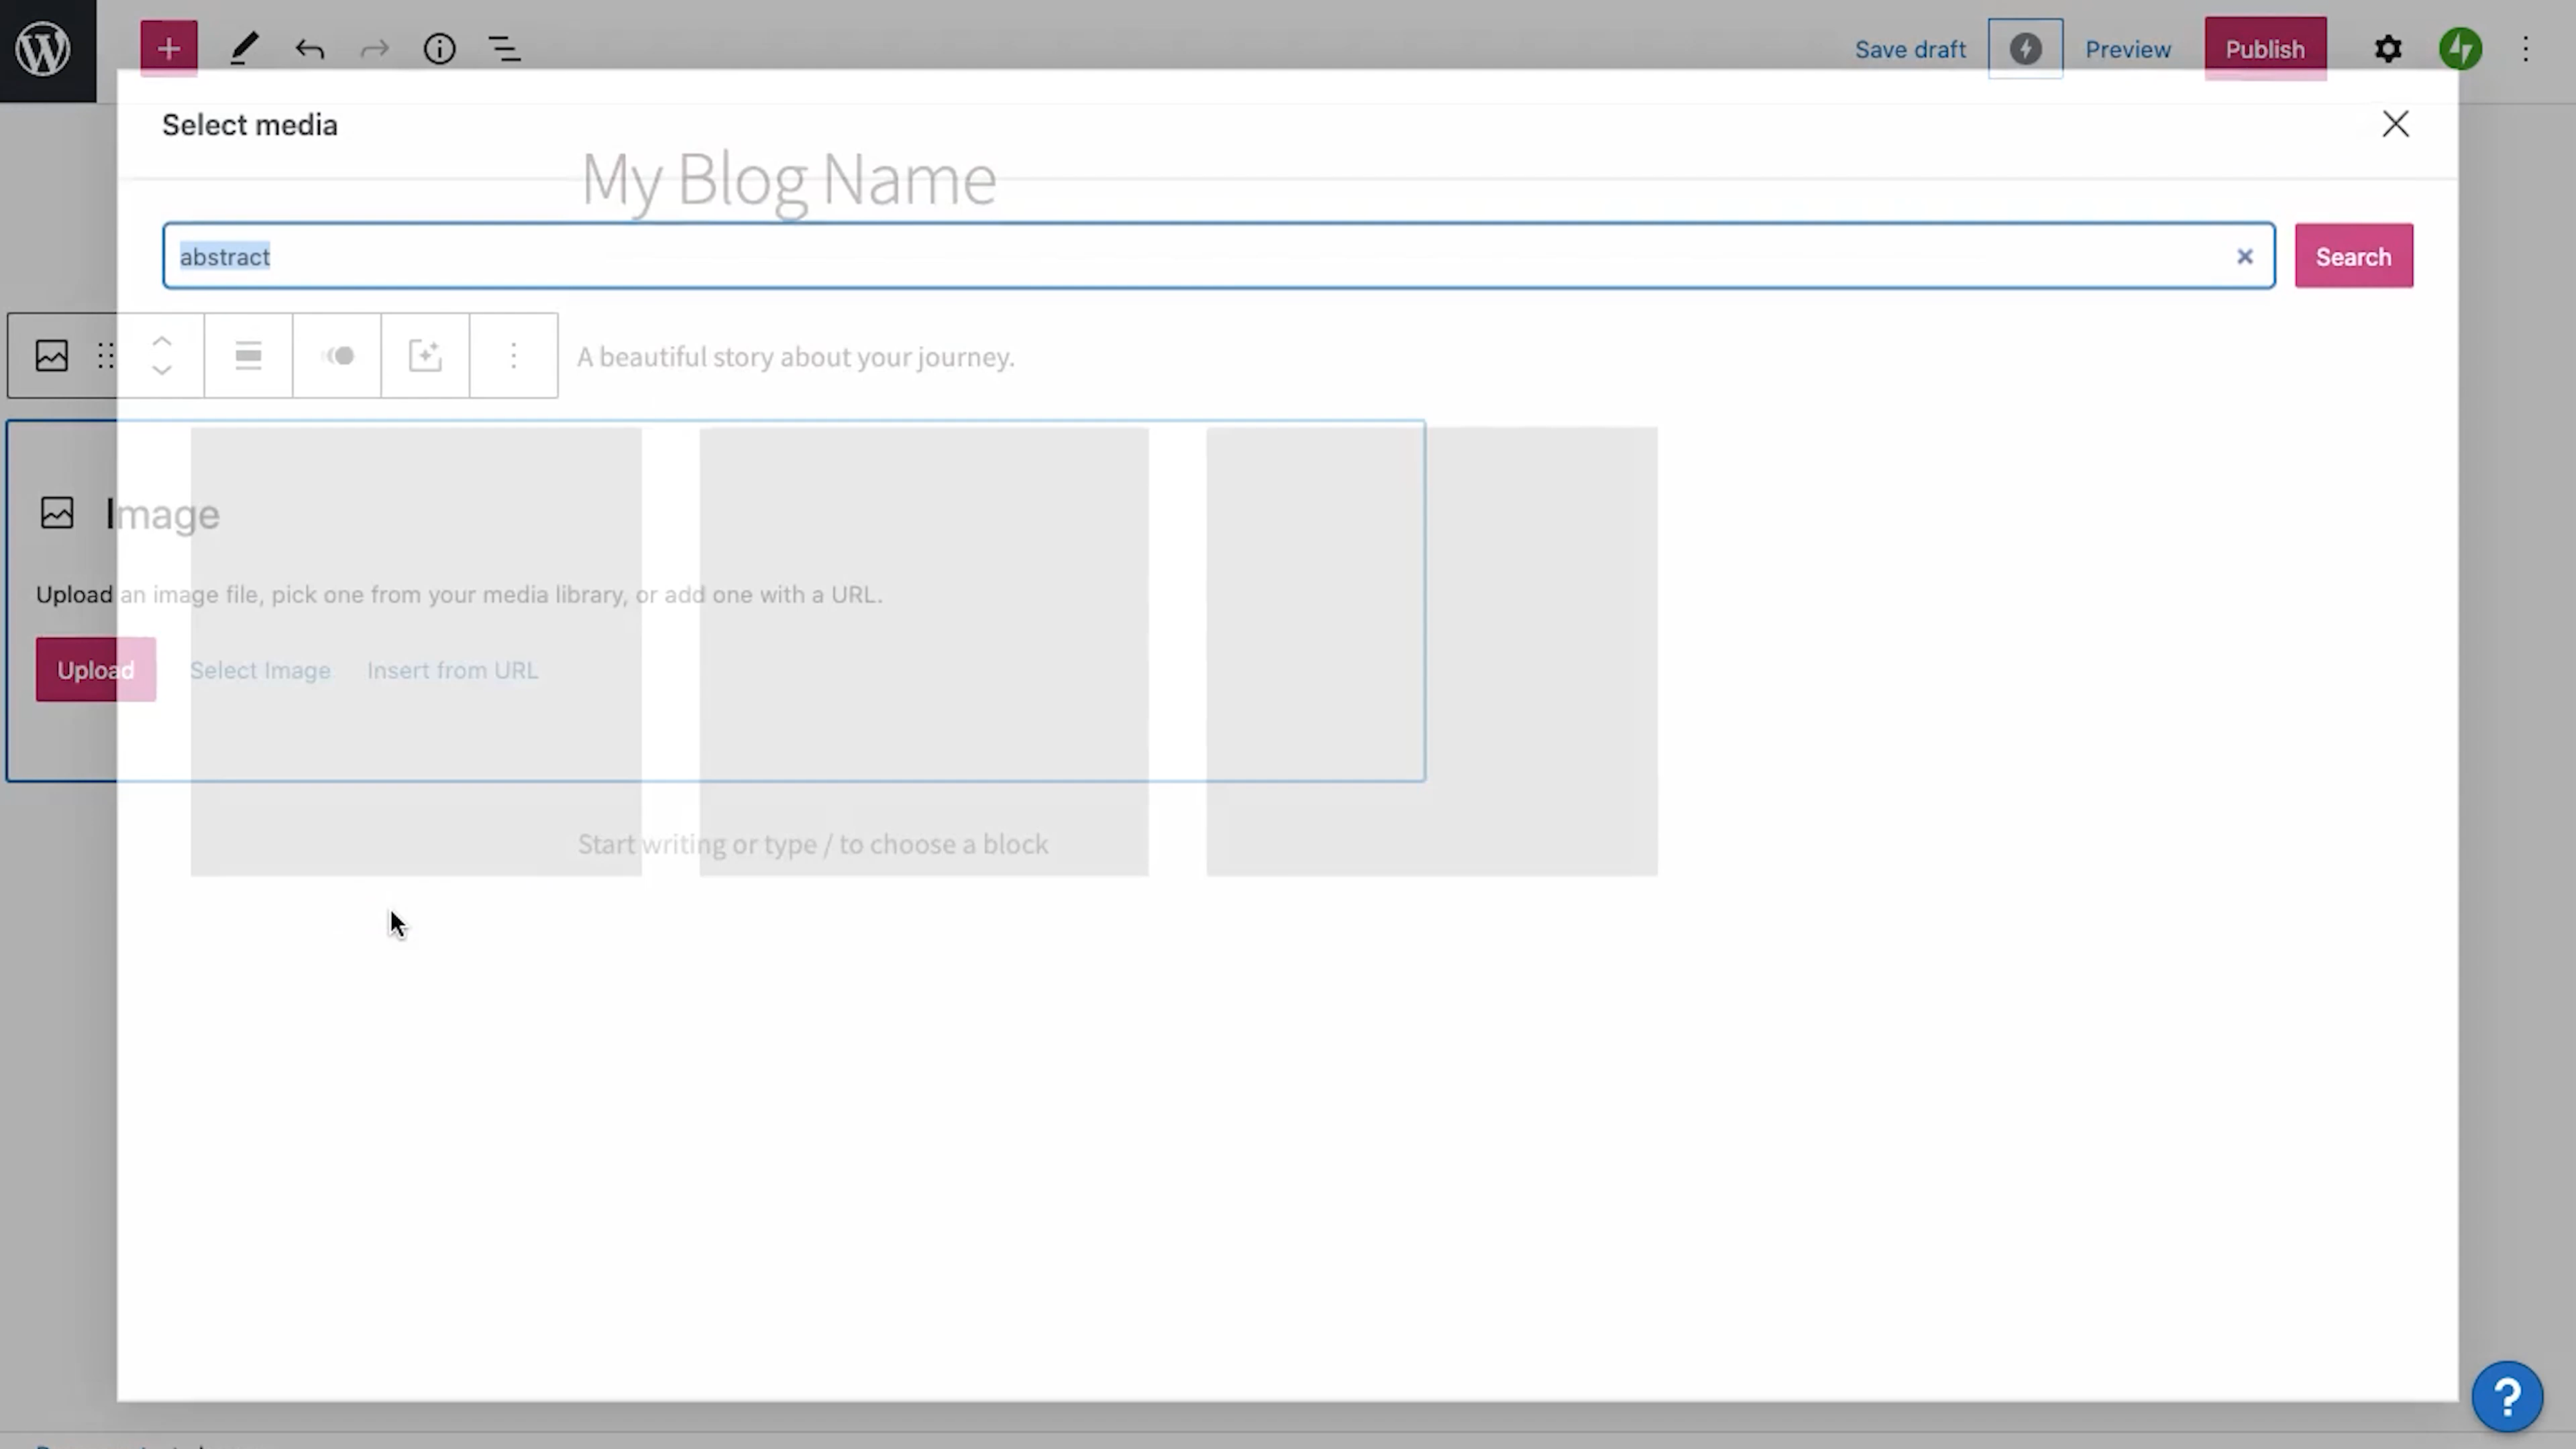 Save draft
Preview
Publish
Select media
My Blog Name
abstract
Search
A beautiful story about your journey.
Image
Upload an image file, pick one from your media library, or add one with a URL.
Upload
Select Image
Insert from URL
Start writing or type / to choose a block